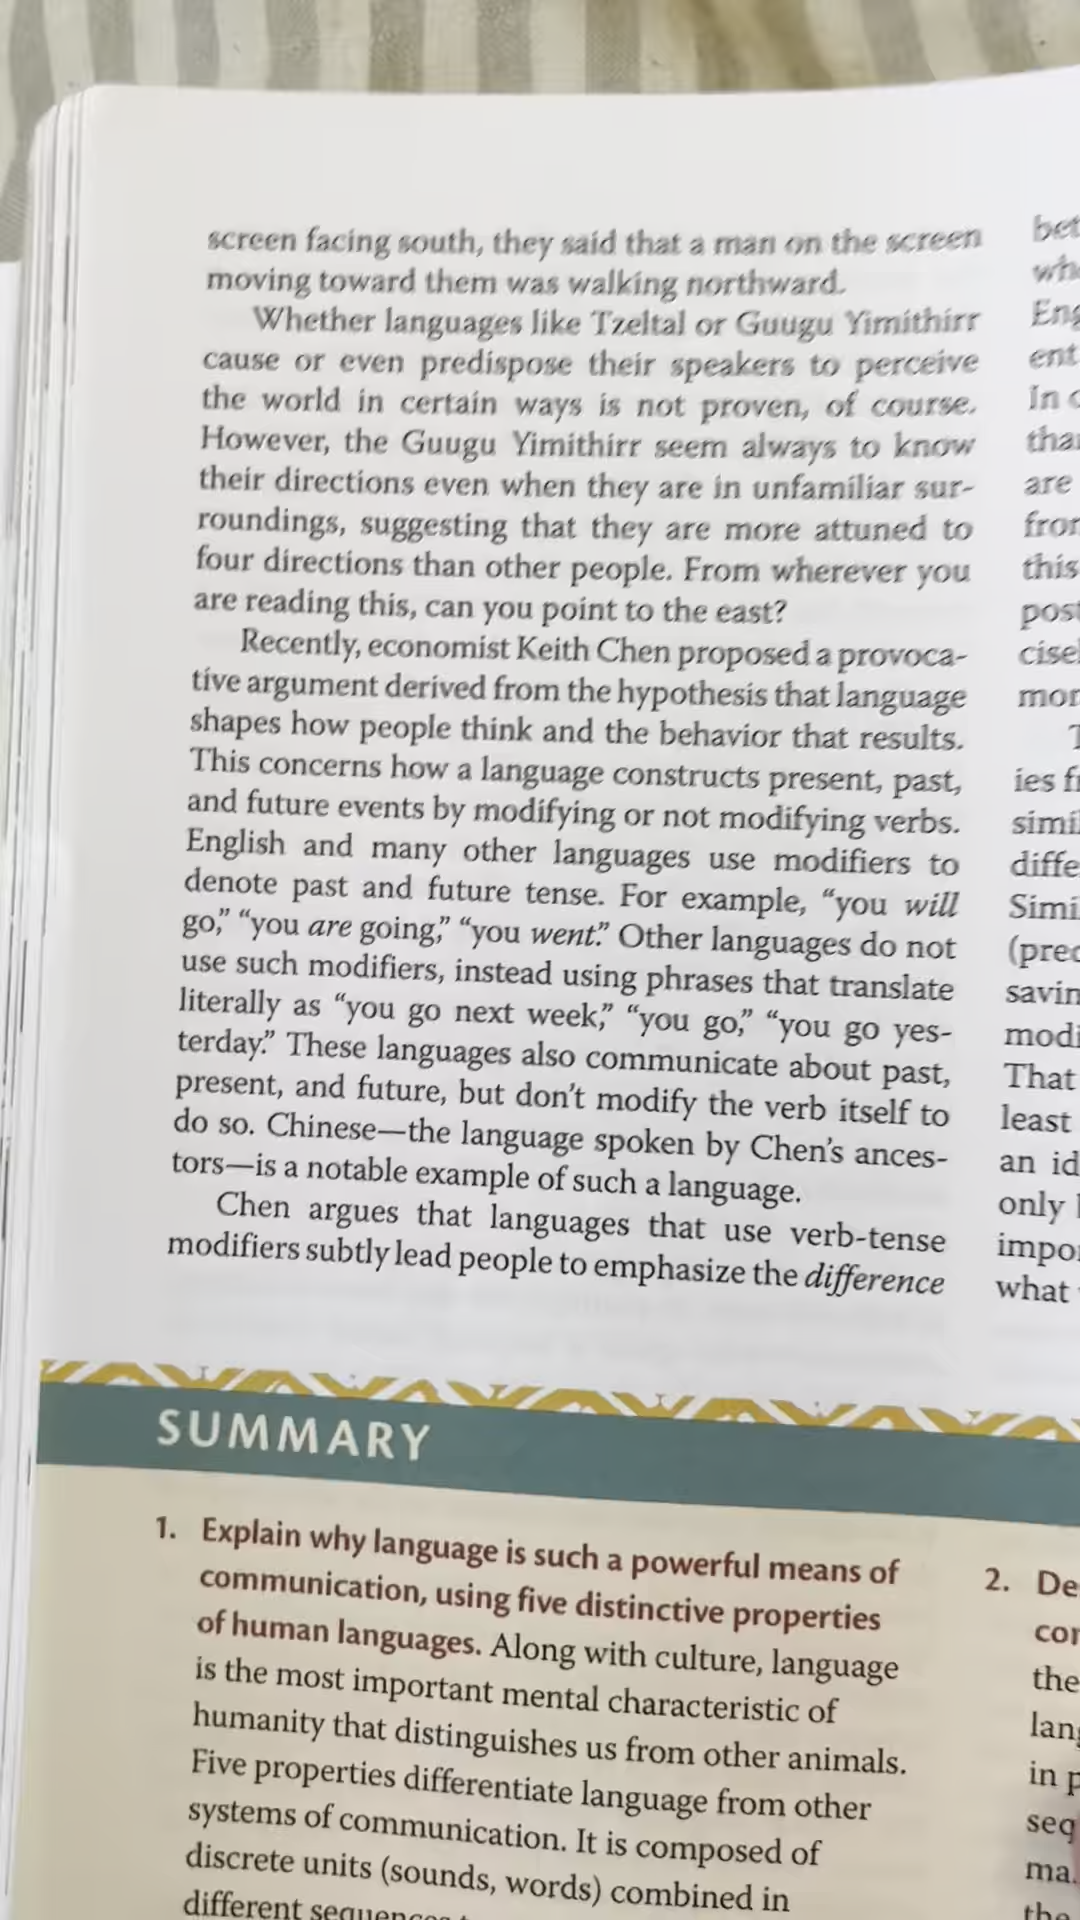 screen facing south, they said that a man on the screen
moving toward them was walking northward.
Whether languages like Tzeltal or Guugu Yimithirr
cause or even predispose their speakers to perceive
the world in certain ways is not proven, of course.
However, the Guugu Yimithirr seem always to know
their directions even when they are in unfamiliar sur-
roundings, suggesting that they are more attuned to
four directions than other people. From wherever you
are reading this, can you point to the east?
Recently, economist Keith Chen proposed a provoca-
tive argument derived from the hypothesis that language
shapes how people think and the behavior that results.
This concerns how a language constructs present, past,
and future events by modifying or not modifying verbs.
English and many other languages use modifiers to
denote past and future tense. For example, “you will
go,” “you are going,” “you went.” Other languages do not
use such modifiers, instead using phrases that translate
literally as “you go next week,” “you go,” “you go yes-
terday.” These languages also communicate about past,
present, and future, but don’t modify the verb itself to
do so. Chinese—the language spoken by Chen’s ances-
tors—is a notable example of such a language.
Chen argues that languages that use verb-tense
modifiers subtly lead people to emphasize the difference
SUMMARY
1. Explain why language is such a powerful means of
communication, using five distinctive properties
of human languages. Along with culture, language
is the most important mental characteristic of
humanity that distinguishes us from other animals.
Five properties differentiate language from other
systems of communication. It is composed of
discrete units (sounds, words) combined in
different
are
this
least
only
what
2.
the
in